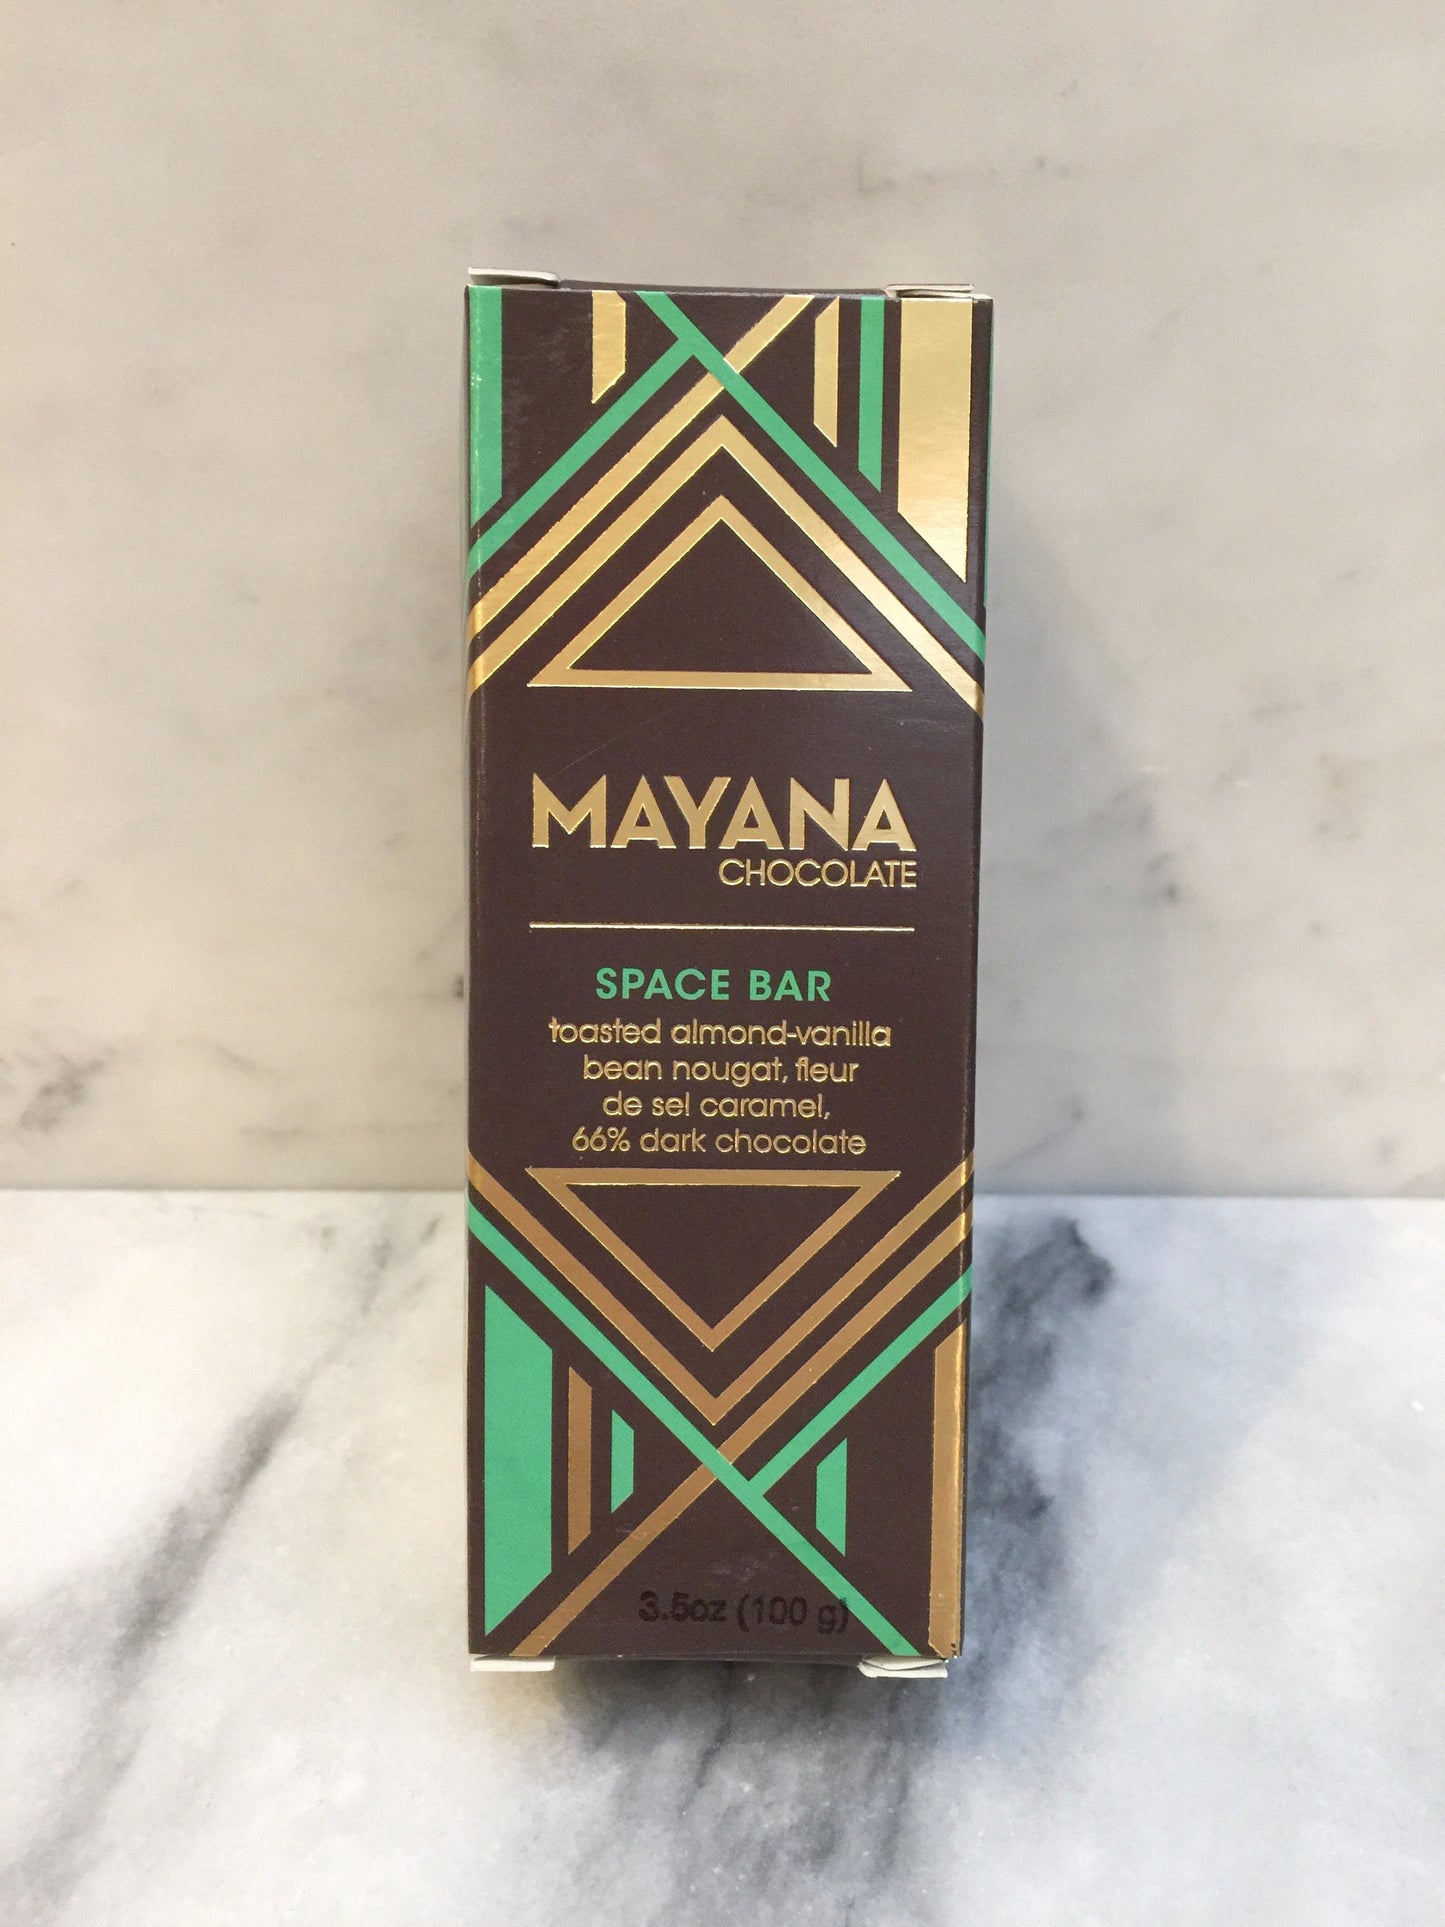 MAYANA
CHOCOLATE
SPACE BAR
toasted almond-vanilla
bean nougat, fleur
de sel caramel,
66% dark chocolate
3.5oz (100 g)